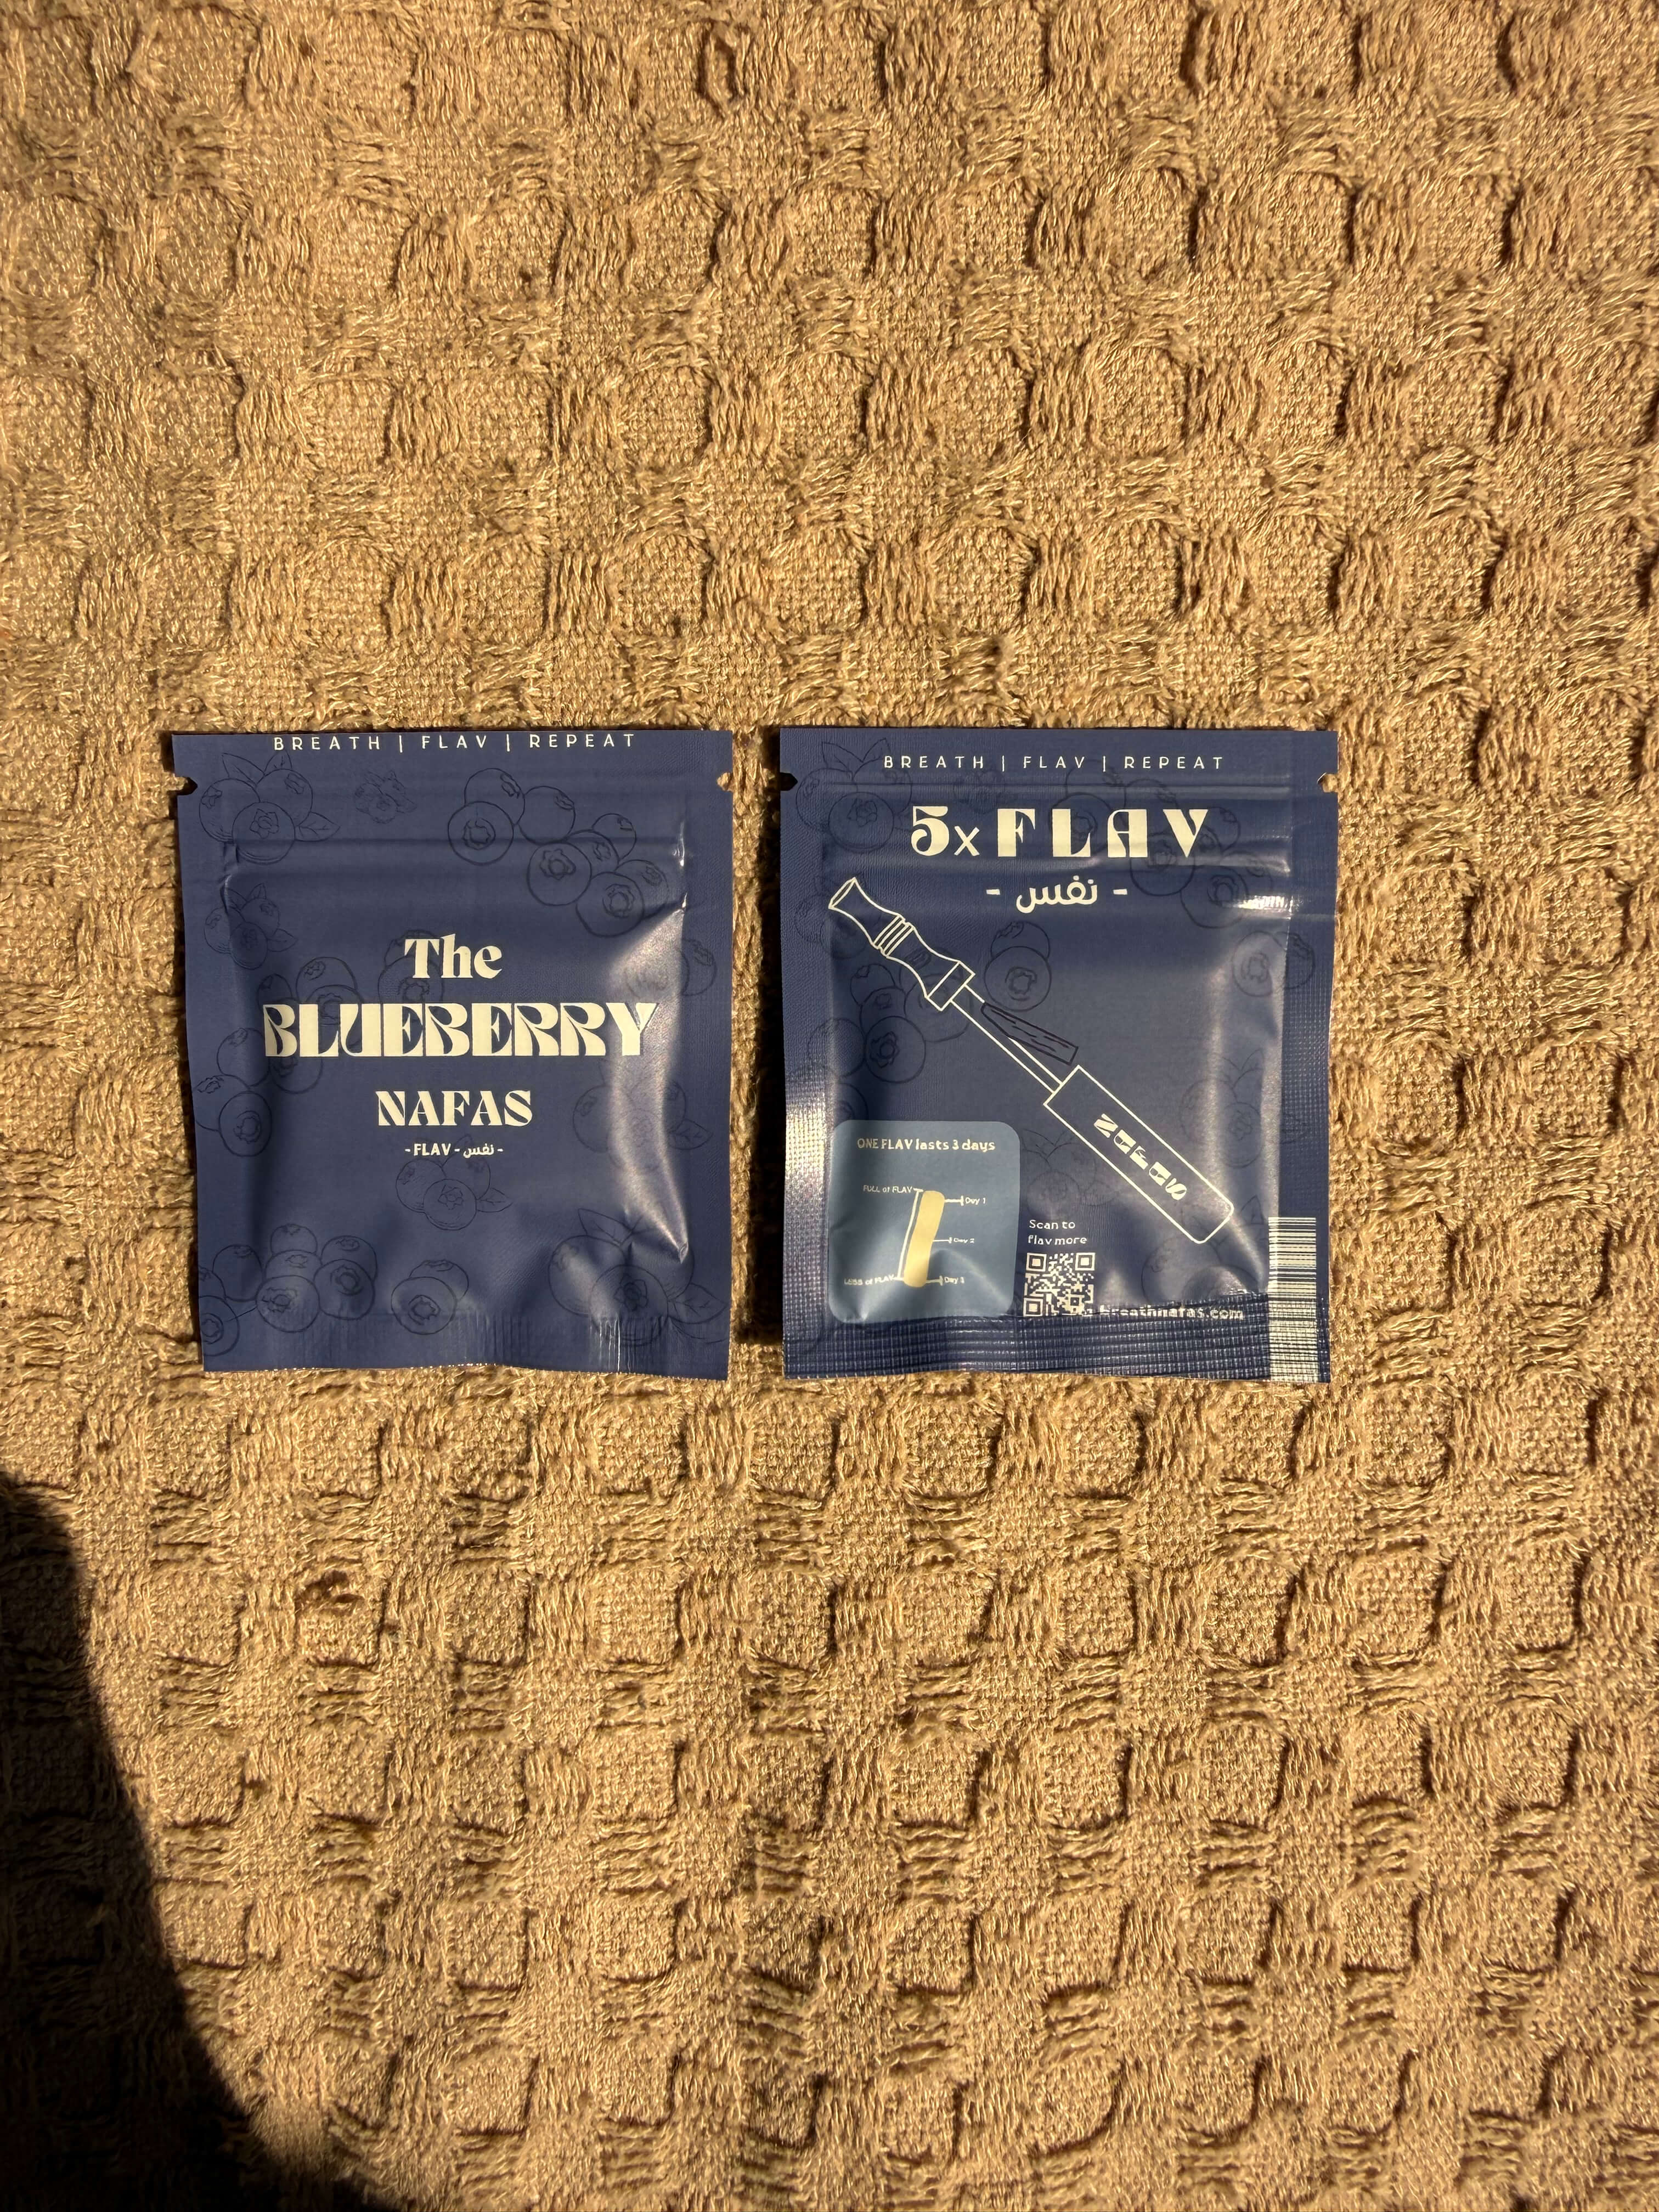 BREATH | FLAV | REPEAT
The
BLUEBERRY
NAFAS
- FLAV - نفس -
BREATH | FLAV | REPEAT
5x FLAV
- نفس -
NAFAS
ONE FLAV lasts 3 days
FULL of FLAV
Day 1
Day 2
LESS of FLAV
Day 3
Scan to
flav more
breathnafas.com